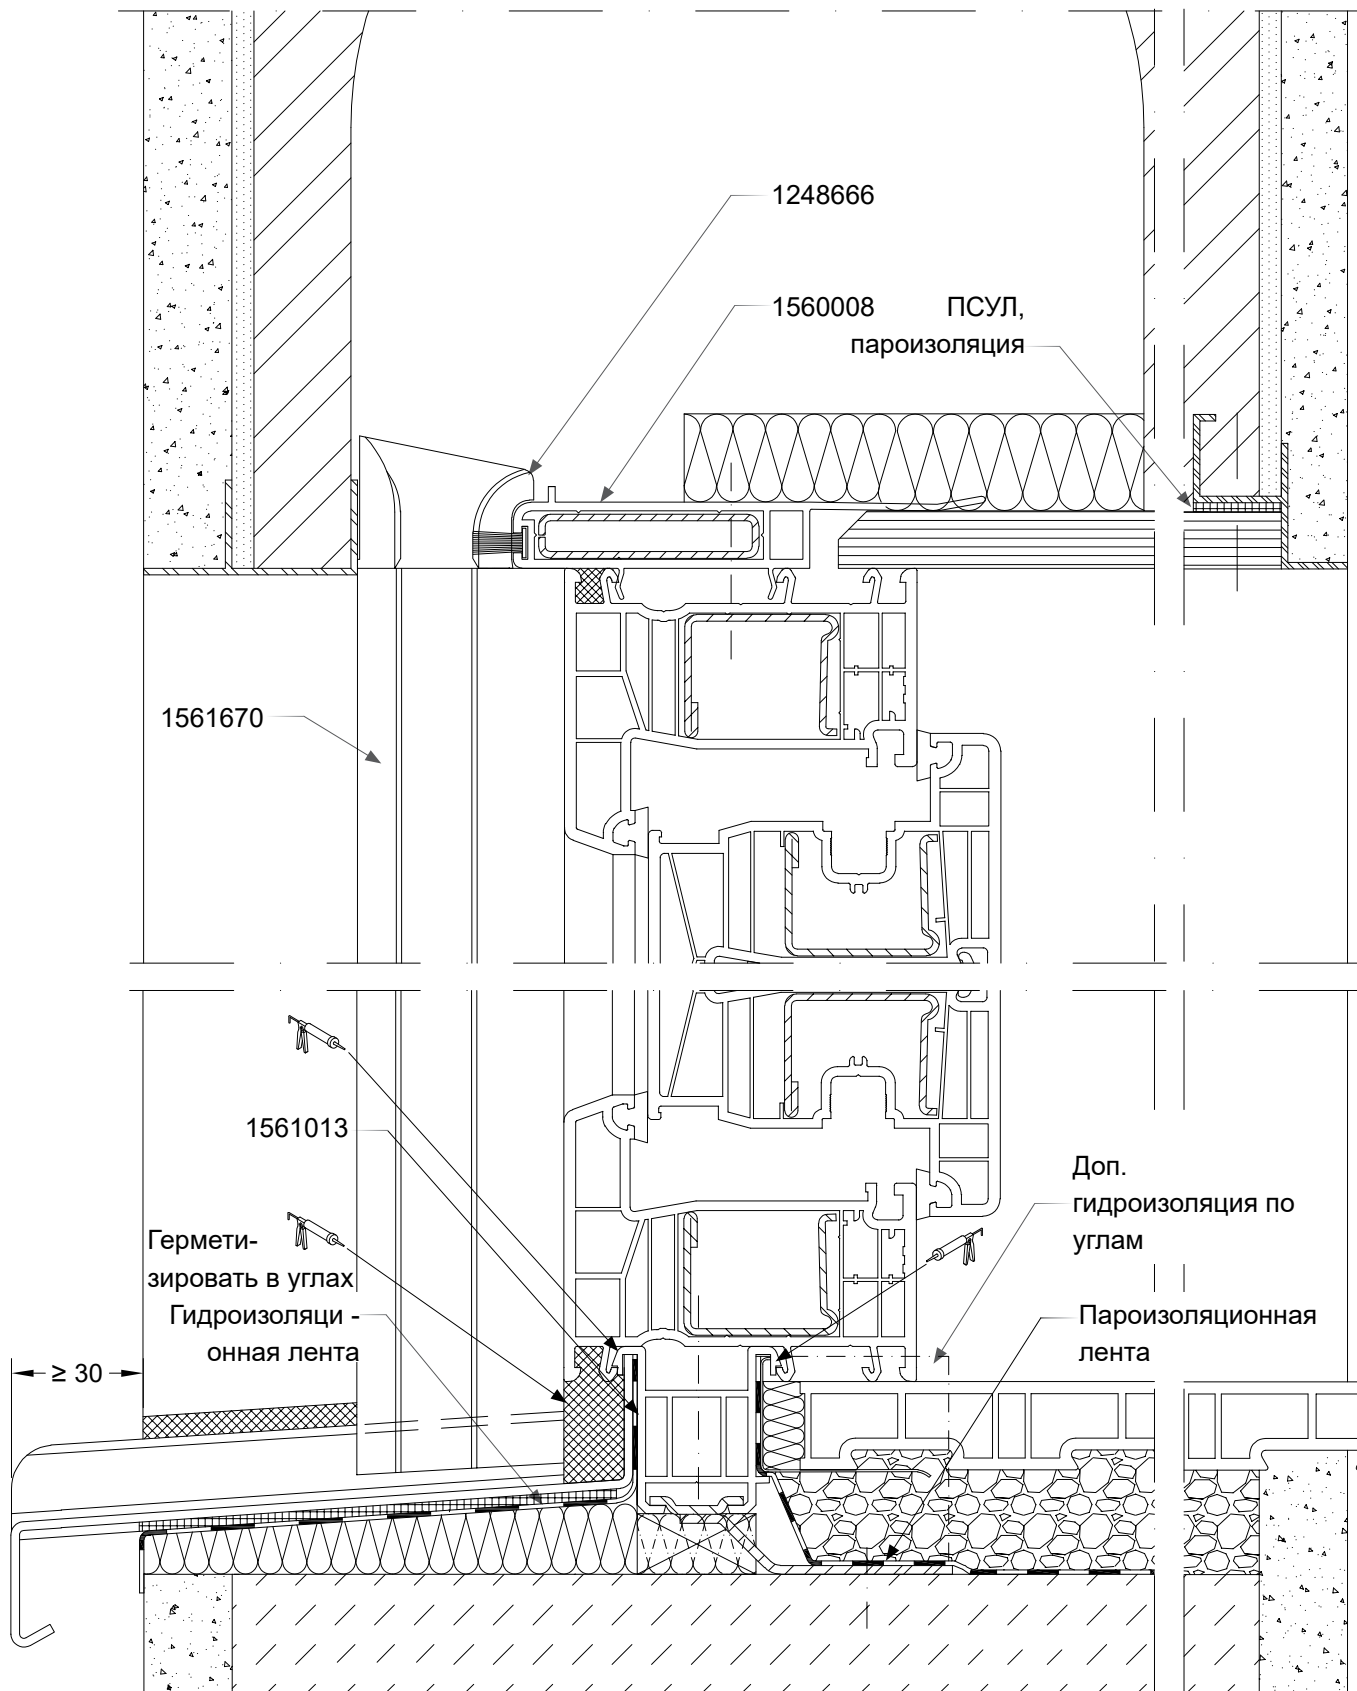 1248666
1560008 ПСУЛ,
пароизоляция
1561670
1561013
Гермети-
зировать в углах
Гидроизоляци -
онная лента
Доп.
гидроизоляция по
углам
Пароизоляционная
лента
≥ 30